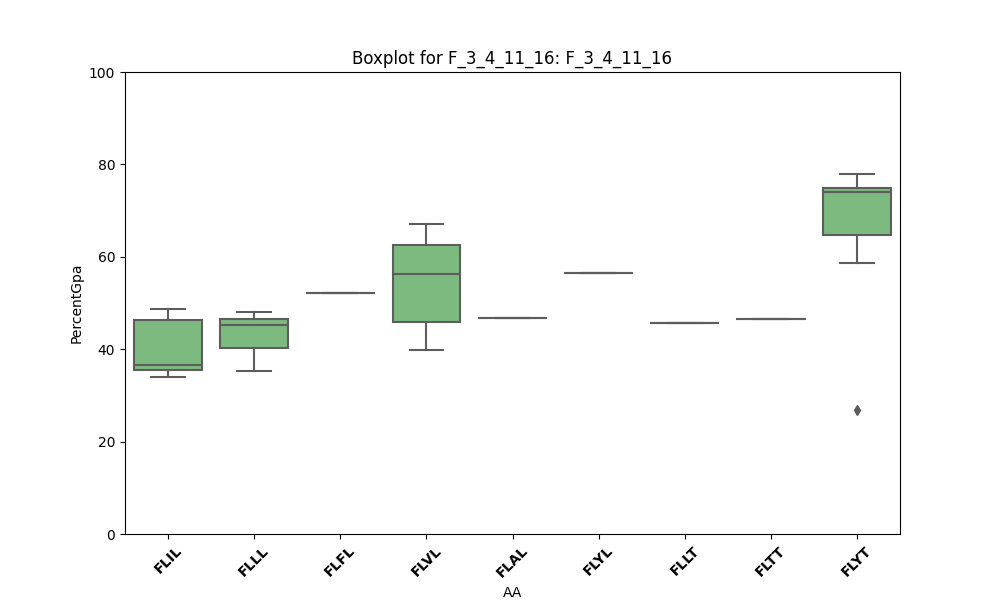 Boxplot for F_3_4_11_16: F_3_4_11_16
100
80
60
40
20
0
PercentGpa
FLIL
FLLL
FLFL
FLVL
FLAL
FLYL
FLLT
FLTT
FLYT
AA